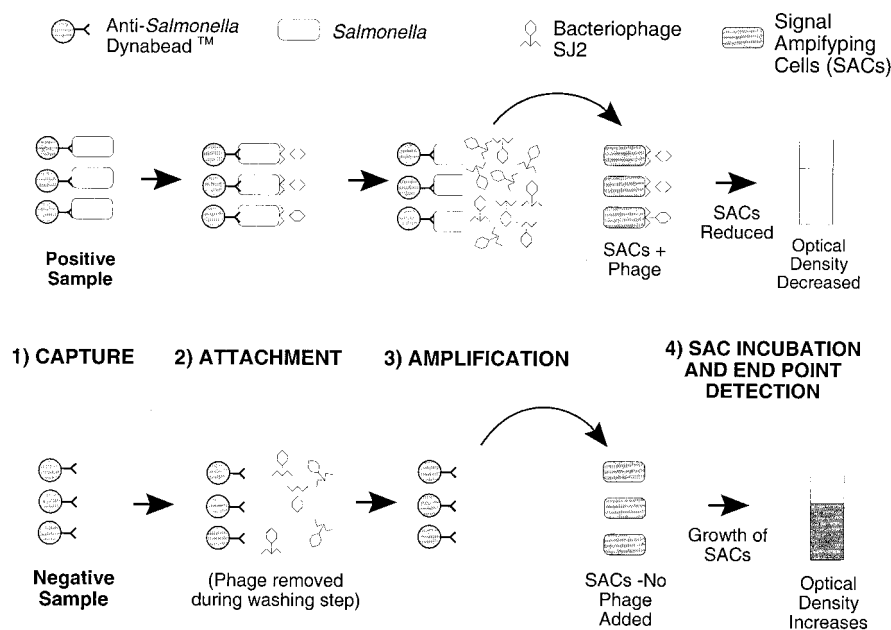 Anti-Salmonella
Dynabead™
Salmonella
Bacteriophage
SJ2
Signal
Ampifyping
Cells (SACs)
Positive
Sample
SACs +
Phage
SACs
Reduced
Optical
Density
Decreased
1) CAPTURE
2) ATTACHMENT
3) AMPLIFICATION
4) SAC INCUBATION
AND END POINT
DETECTION
Negative
Sample
(Phage removed
during washing step)
SACs -No
Phage
Added
Growth of
SACs
Optical
Density
Increases